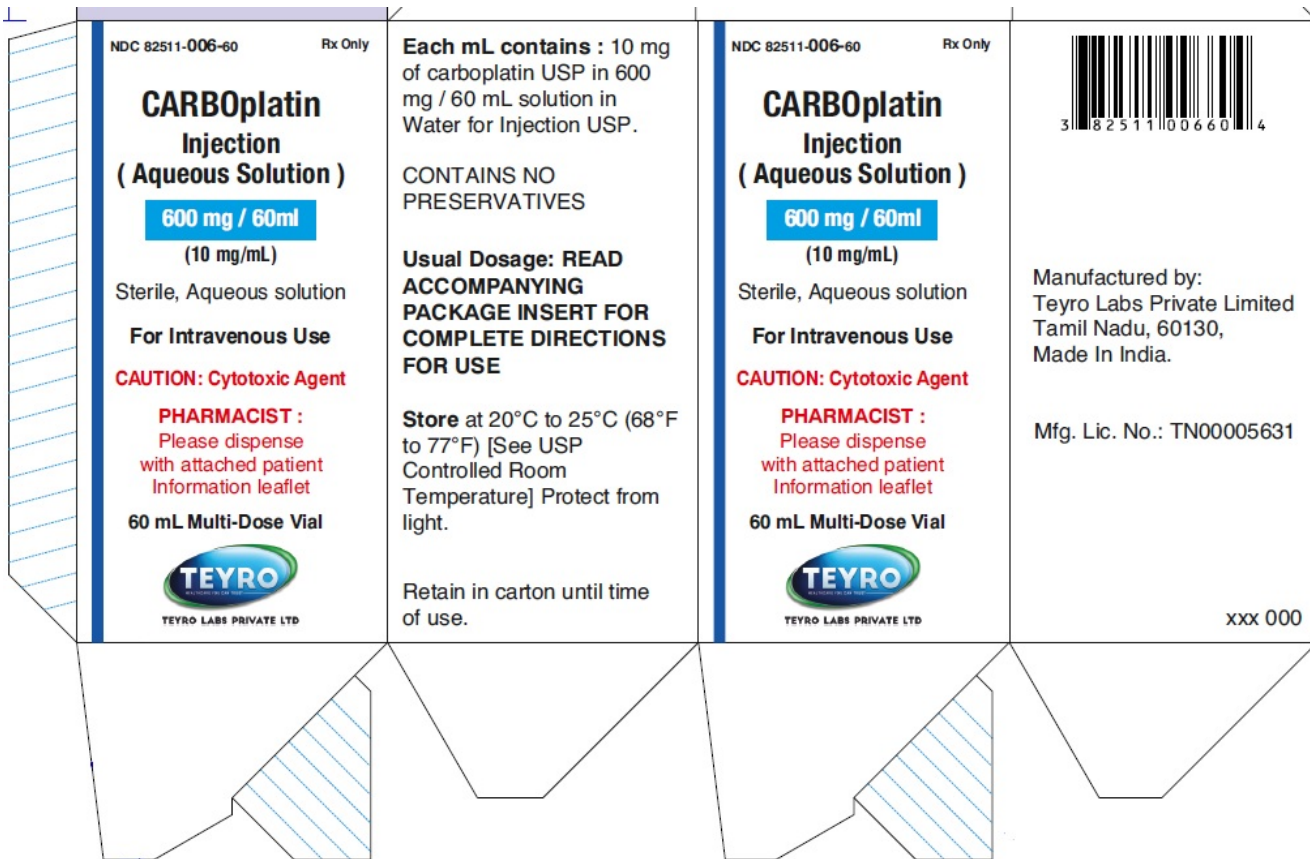 NDC 82511-006-60 Rx Only
CARBOplatin
Injection
( Aqueous Solution )
600 mg / 60ml
(10 mg/mL)
Sterile, Aqueous solution
For Intravenous Use
CAUTION: Cytotoxic Agent
PHARMACIST :
Please dispense
with attached patient
Information leaflet
60 mL Multi-Dose Vial
TEYRO
TEYRO LABS PRIVATE LTD
Each mL contains : 10 mg
of carboplatin USP in 600
mg / 60 mL solution in
Water for Injection USP.
CONTAINS NO
PRESERVATIVES
Usual Dosage: READ
ACCOMPANYING
PACKAGE INSERT FOR
COMPLETE DIRECTIONS
FOR USE
Store at 20°C to 25°C (68°F
to 77°F) [See USP
Controlled Room
Temperature] Protect from
light.
Retain in carton until time
of use.
NDC 82511-006-60 Rx Only
CARBOplatin
Injection
( Aqueous Solution )
600 mg / 60ml
(10 mg/mL)
Sterile, Aqueous solution
For Intravenous Use
CAUTION: Cytotoxic Agent
PHARMACIST :
Please dispense
with attached patient
Information leaflet
60 mL Multi-Dose Vial
TEYRO
TEYRO LABS PRIVATE LTD
3 82511 00660 4
Manufactured by:
Teyro Labs Private Limited
Tamil Nadu, 60130,
Made In India.
Mfg. Lic. No.: TN00005631
xxx 000